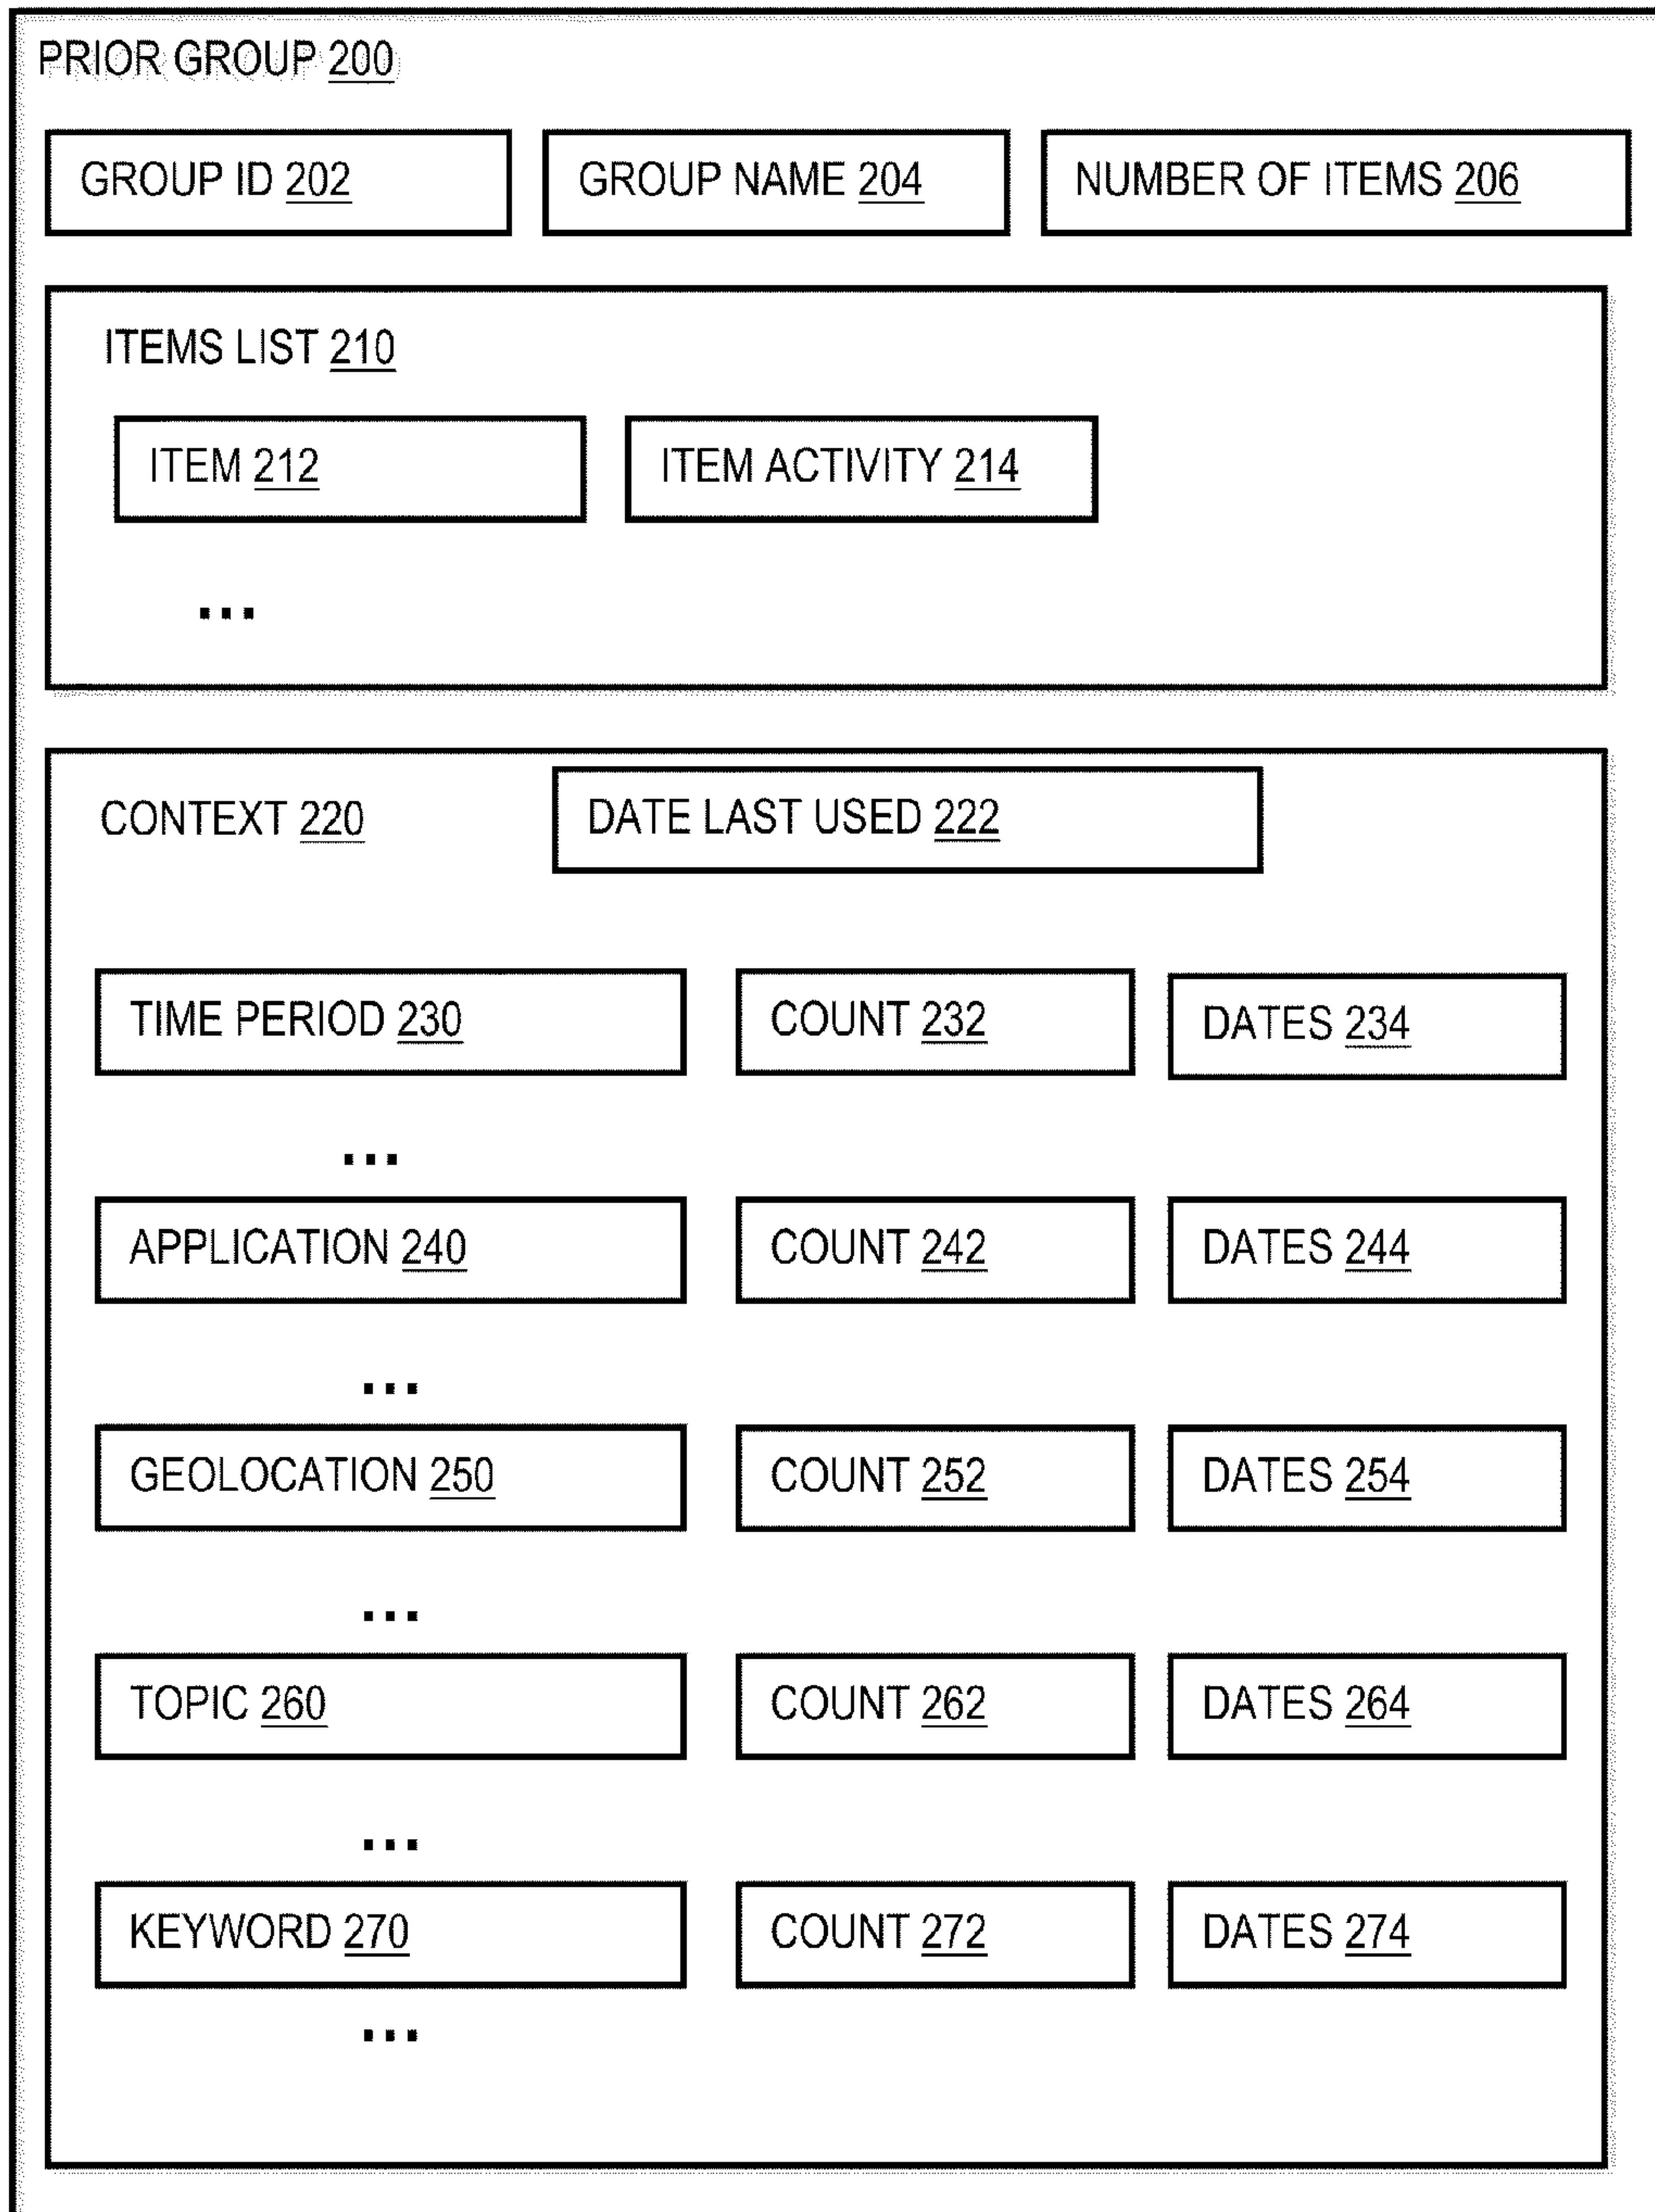 PRIOR GROUP 200
GROUP ID 202 GROUP NAME 204 NUMBER OF ITEMS 206
ITEMS LIST 210
ITEM 212 ITEM ACTIVITY 214
...
CONTEXT 220 DATE LAST USED 222
TIME PERIOD 230 COUNT 232 DATES 234
...
APPLICATION 240 COUNT 242 DATES 244
...
GEOLOCATION 250 COUNT 252 DATES 254
...
TOPIC 260 COUNT 262 DATES 264
...
KEYWORD 270 COUNT 272 DATES 274
...